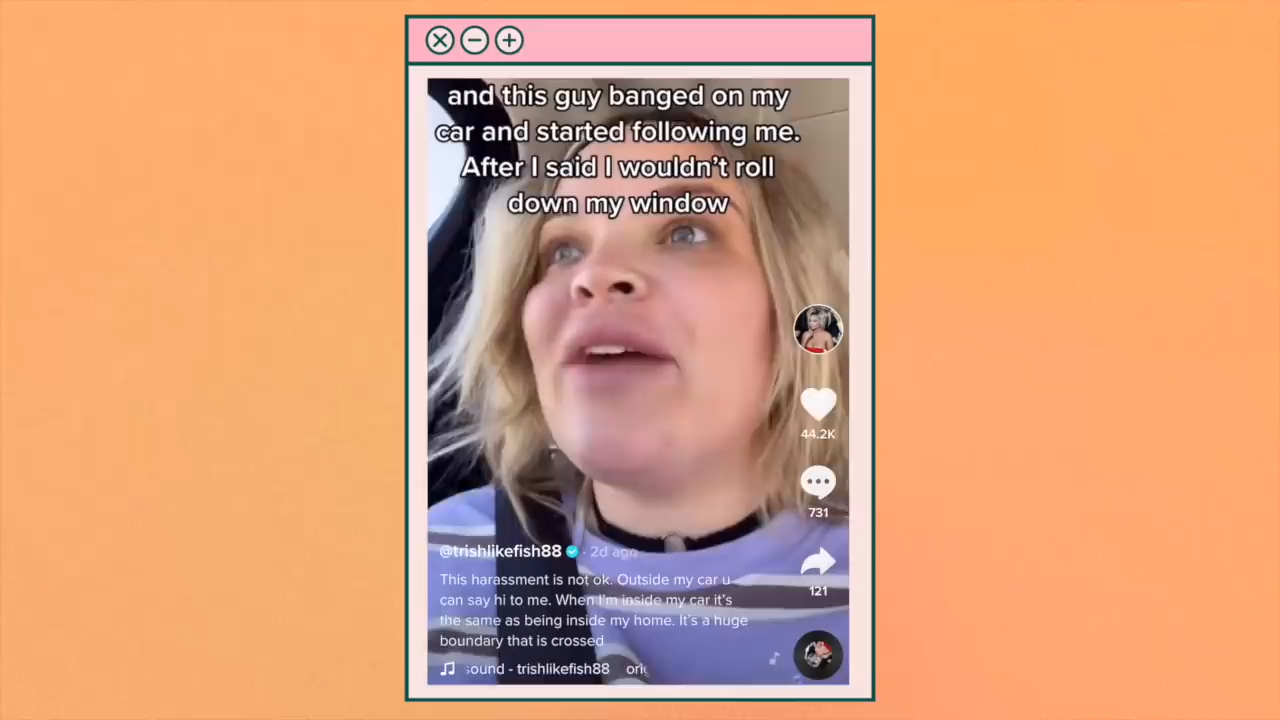 and this guy banged on my
car and started following me.
After I said I wouldn't roll
down my window
44.2K
731
121
@trishlikefish88 · 2d ago
This harassment is not ok. Outside my car u
can say hi to me. When I'm inside my car it's
the same as being inside my home. It's a huge
boundary that is crossed
sound - trishlikefish88 ori